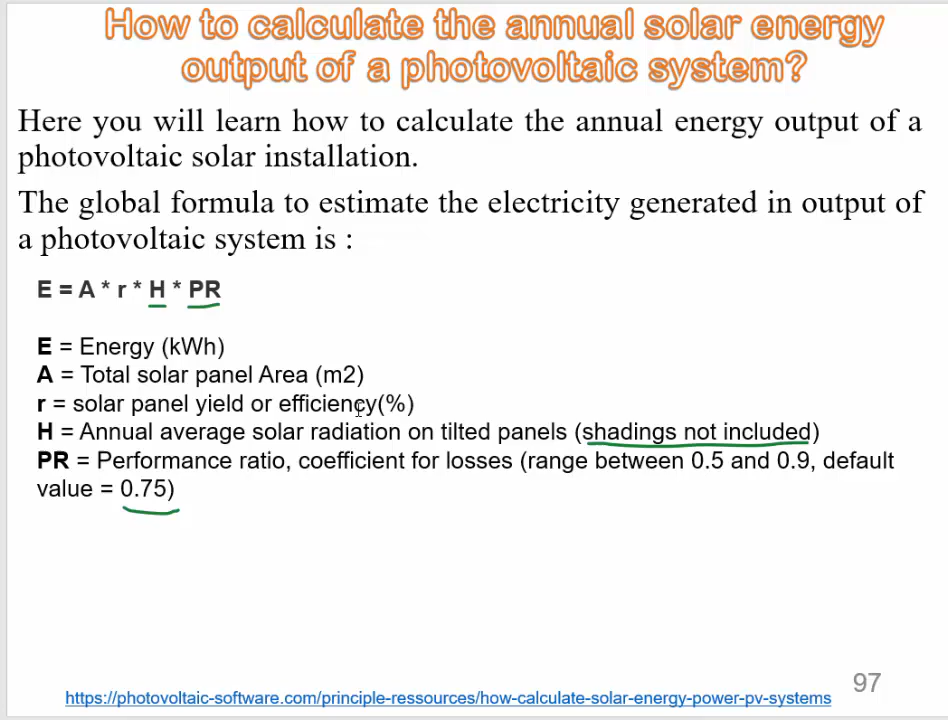 How to calculate the annual solar energy
output of a photovoltaic system?
Here you will learn how to calculate the annual energy output of a
photovoltaic solar installation.
The global formula to estimate the electricity generated in output of
a photovoltaic system is :
E = A * r * H * PR
E = Energy (kWh)
A = Total solar panel Area (m2)
r = solar panel yield or efficiency(%)
H = Annual average solar radiation on tilted panels (shadings not included)
PR = Performance ratio, coefficient for losses (range between 0.5 and 0.9, default
value = 0.75)
97
https://photovoltaic-software.com/principle-ressources/how-calculate-solar-energy-power-pv-systems